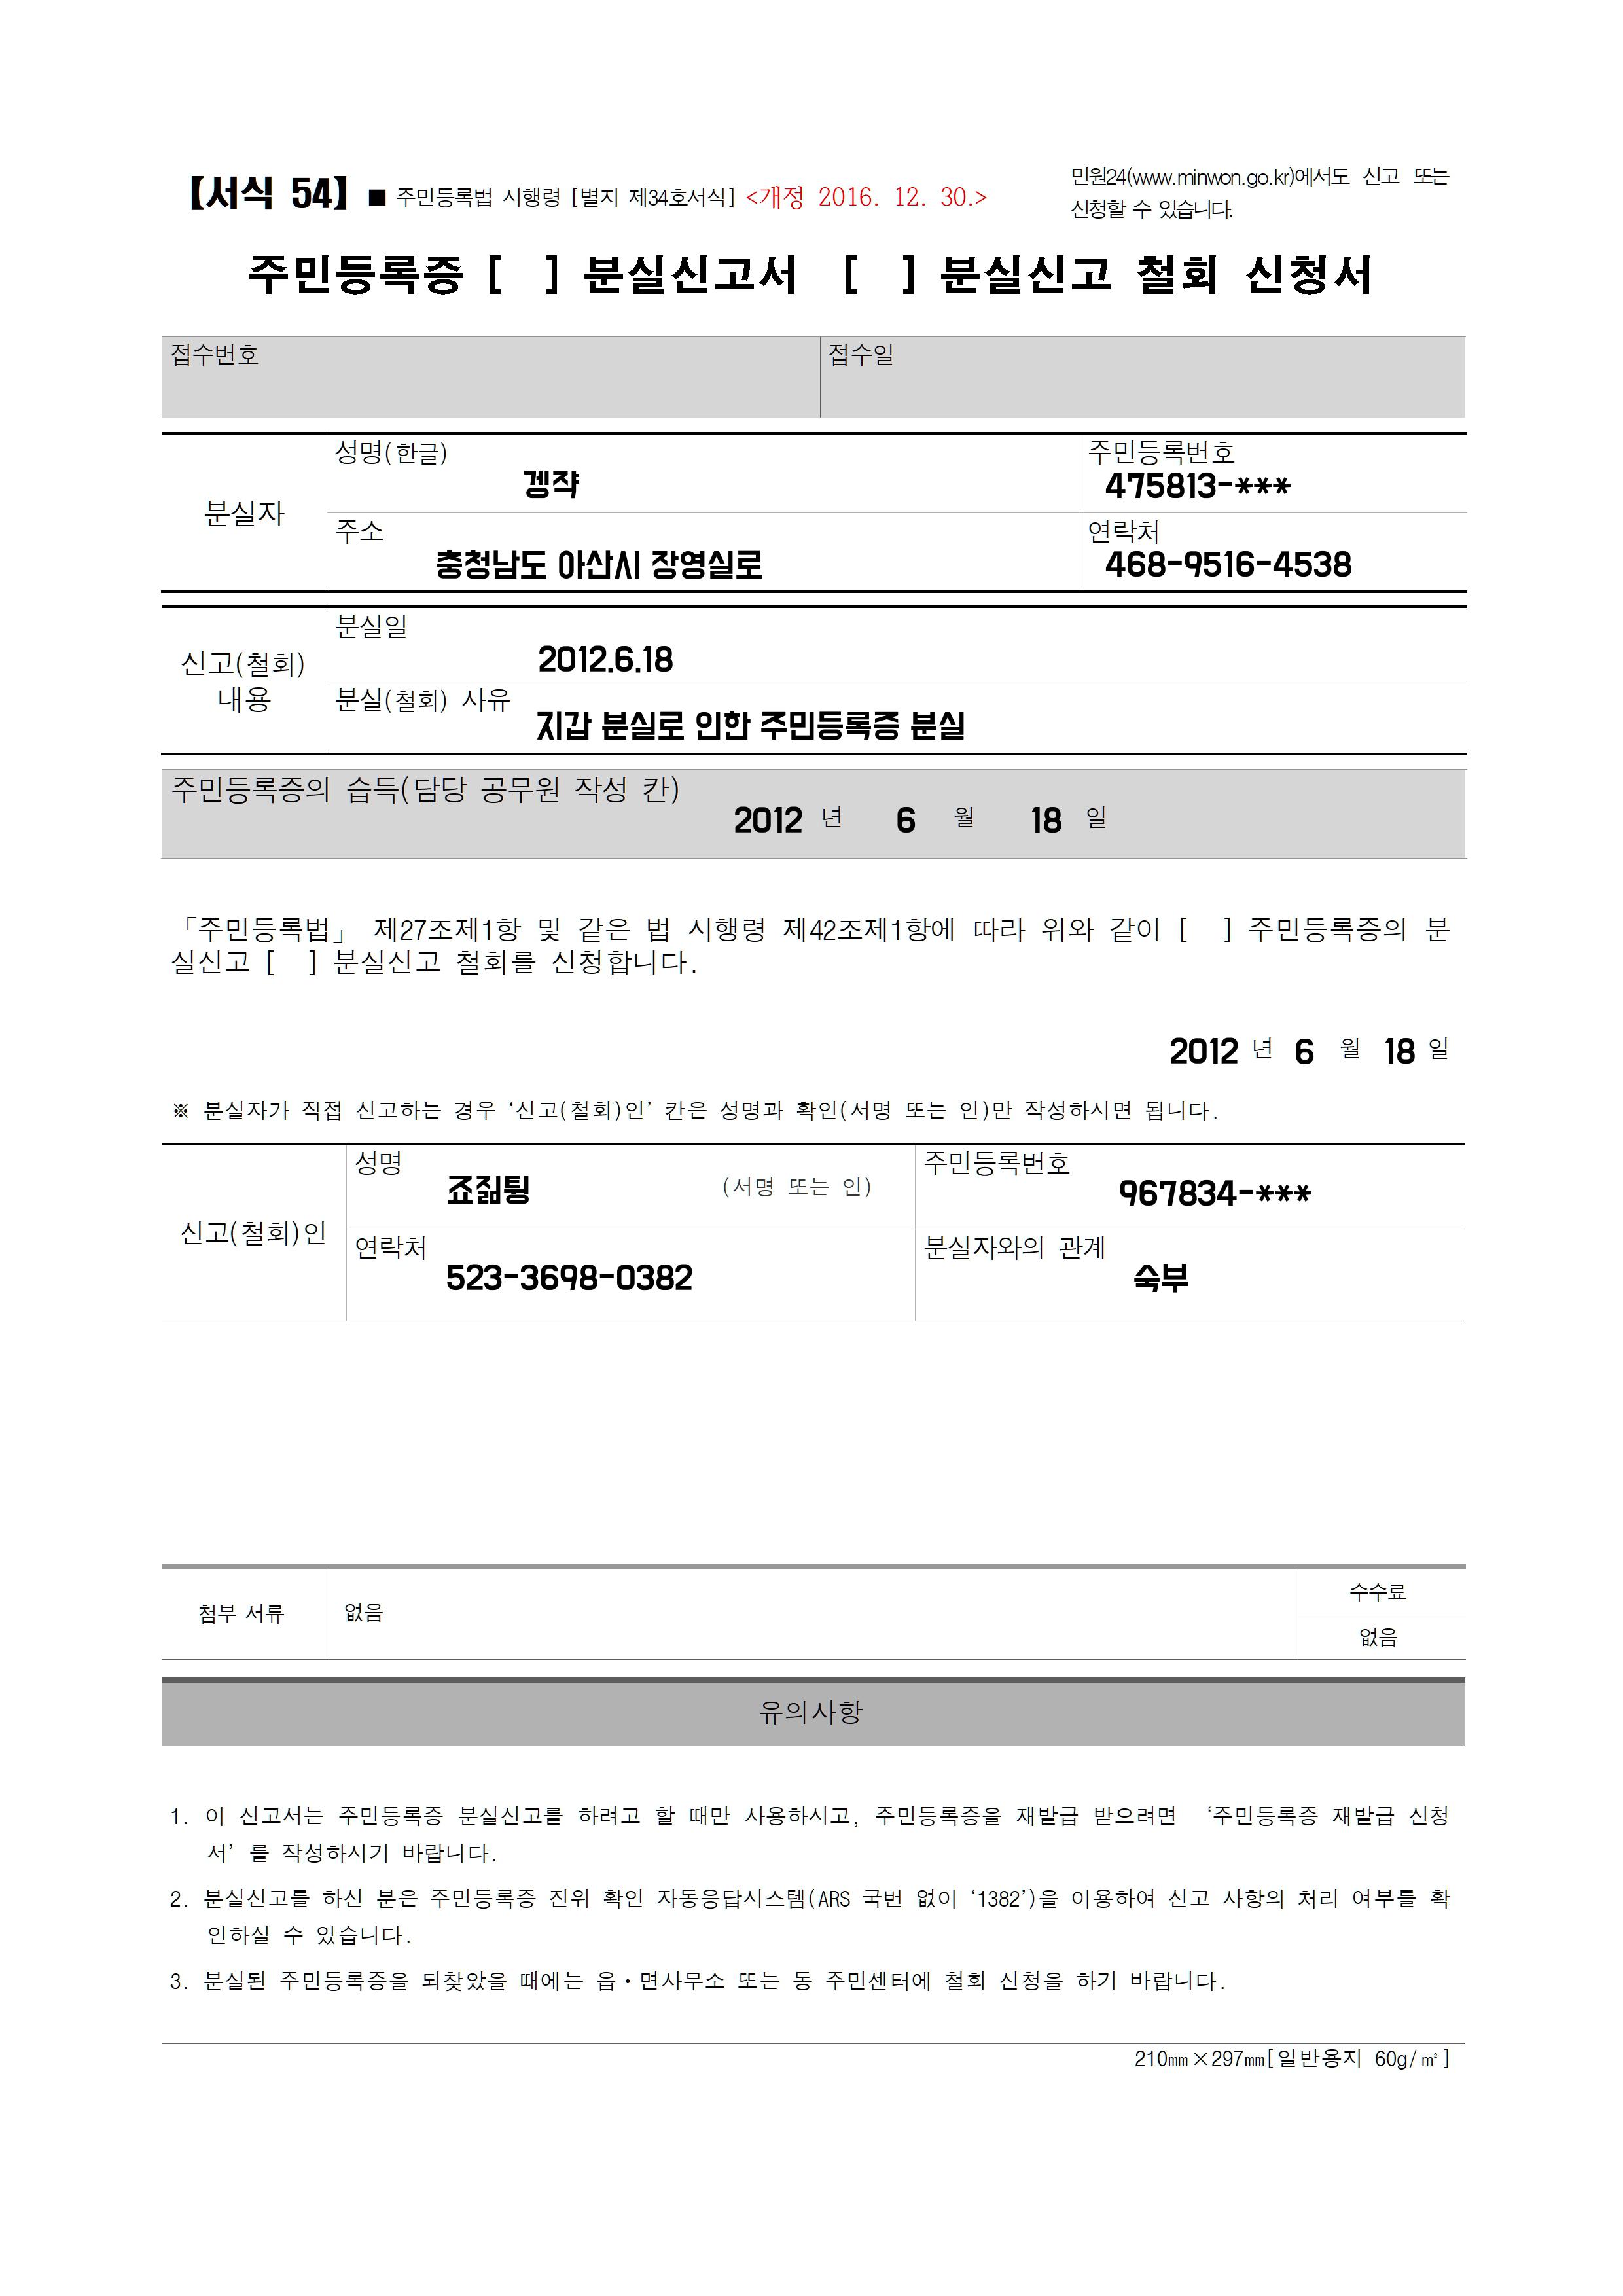 【서식 54】 ■ 주민등록법 시행령 [별지 제34호서식] <개정 2016. 12. 30.>
민원24(www.minwon.go.kr)에서도 신고 또는
신청할 수 있습니다.
주민등록증 [ ] 분실신고서 [ ] 분실신고 철회 신청서
접수번호 접수일
분실자
성명(한글)
겡쟉
주민등록번호
475813-***
주소
충청남도 아산시 장영실로
연락처
468-9516-4538
신고(철회)
내용
분실일
2012.6.18
분실(철회) 사유
지갑 분실로 인한 주민등록증 분실
주민등록증의 습득(담당 공무원 작성 칸)
2012 년 6 월 18 일
「주민등록법」 제27조제1항 및 같은 법 시행령 제42조제1항에 따라 위와 같이 [ ] 주민등록증의 분
실신고 [ ] 분실신고 철회를 신청합니다.
2012 년 6 월 18 일
※ 분실자가 직접 신고하는 경우 ‘신고(철회)인’ 칸은 성명과 확인(서명 또는 인)만 작성하시면 됩니다.
신고(철회)인
성명
죠짊튕 (서명 또는 인)
주민등록번호
967834-***
연락처
523-3698-0382
분실자와의 관계
숙부
첨부 서류 없음
수수료
없음
유의사항
1. 이 신고서는 주민등록증 분실신고를 하려고 할 때만 사용하시고, 주민등록증을 재발급 받으려면 ‘주민등록증 재발급 신청
서’를 작성하시기 바랍니다.
2. 분실신고를 하신 분은 주민등록증 진위 확인 자동응답시스템(ARS 국번 없이 ‘1382’)을 이용하여 신고 사항의 처리 여부를 확
인하실 수 있습니다.
3. 분실된 주민등록증을 되찾았을 때에는 읍·면사무소 또는 동 주민센터에 철회 신청을 하기 바랍니다.
210㎜×297㎜[일반용지 60g/㎡]